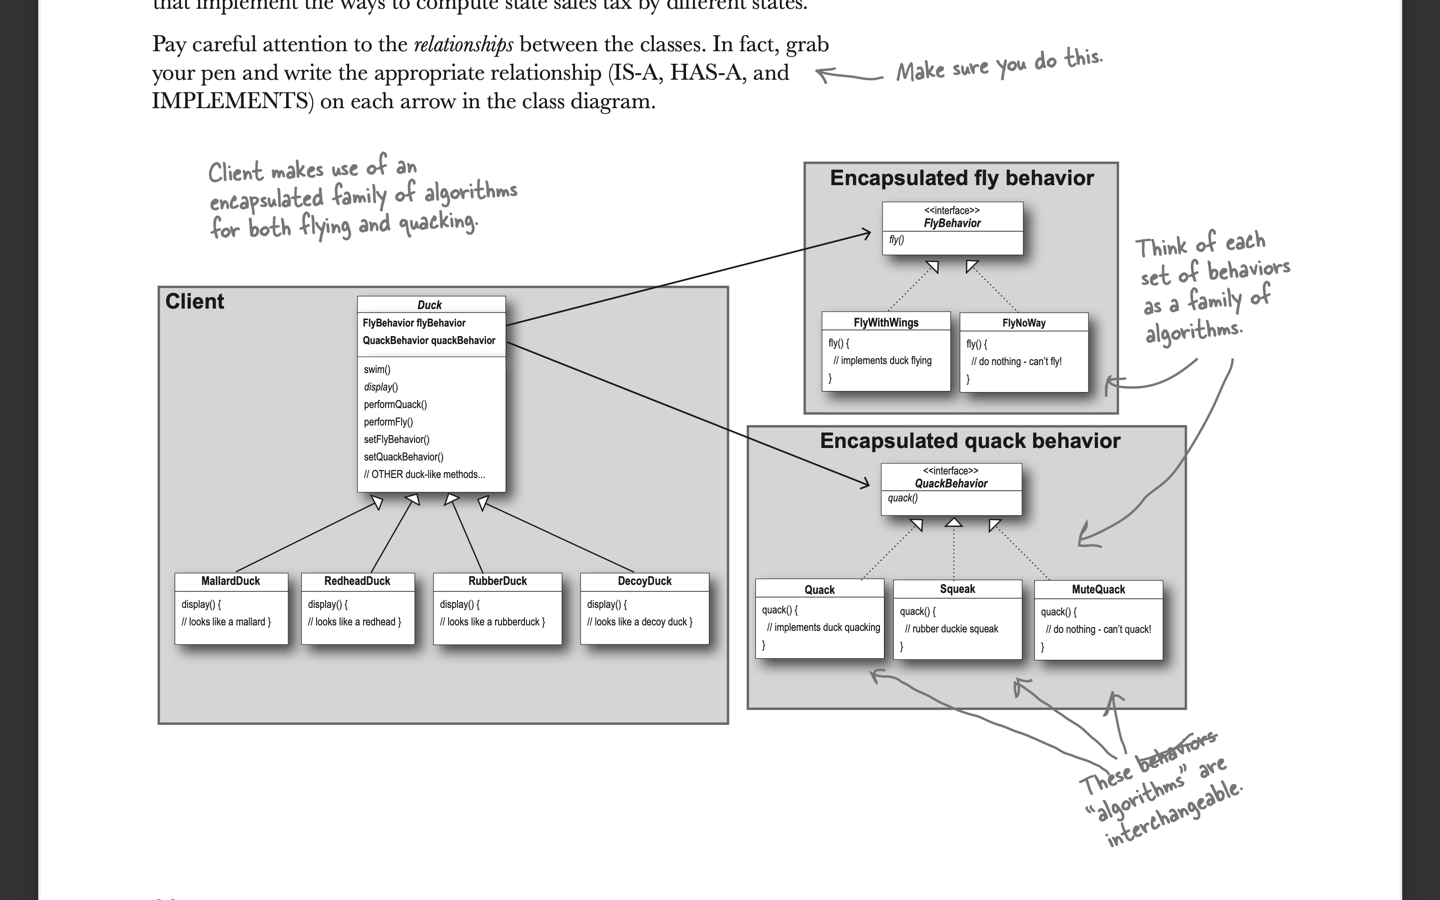 that implement the ways to compute state sales tax by different states.
Pay careful attention to the relationships between the classes. In fact, grab
your pen and write the appropriate relationship (IS-A, HAS-A, and
IMPLEMENTS) on each arrow in the class diagram.
Make sure you do this.
Client makes use of an
encapsulated family of algorithms
for both flying and quacking.
Client
Duck
FlyBehavior flyBehavior
QuackBehavior quackBehavior
swim()
display()
performQuack()
performFly()
setFlyBehavior()
setQuackBehavior()
// OTHER duck-like methods...
MallardDuck
display() {
// looks like a mallard }
RedheadDuck
display() {
// looks like a redhead }
RubberDuck
display() {
// looks like a rubberduck }
DecoyDuck
display() {
// looks like a decoy duck }
Encapsulated fly behavior
<<interface>>
FlyBehavior
fly()
FlyWithWings
fly() {
// implements duck flying
}
FlyNoWay
fly() {
// do nothing - can't fly!
}
Think of each
set of behaviors
as a family of
algorithms.
Encapsulated quack behavior
<<interface>>
QuackBehavior
quack()
Quack
quack() {
// implements duck quacking
}
Squeak
quack() {
// rubber duckie squeak
}
MuteQuack
quack() {
// do nothing - can't quack!
}
These behaviors
"algorithms" are
interchangeable.